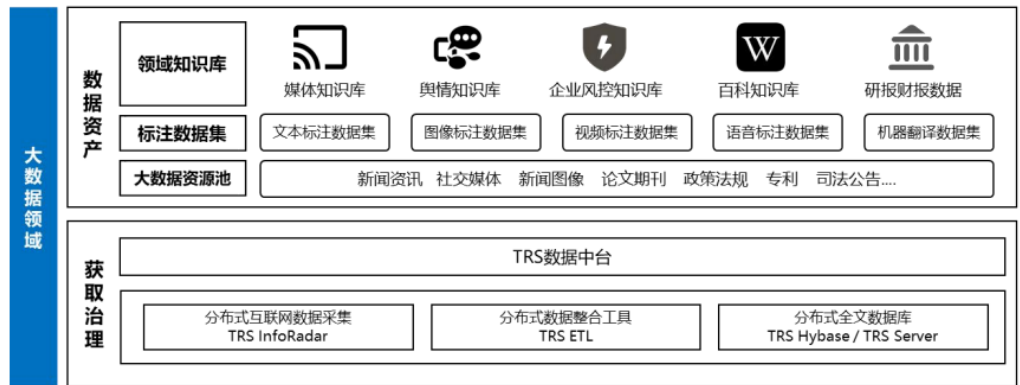 大数据领域
数据资产
领域知识库
媒体知识库
舆情知识库
企业风控知识库
W
百科知识库
研报财报数据
标注数据集
文本标注数据集
图像标注数据集
视频标注数据集
语音标注数据集
机器翻译数据集
大数据资源池
新闻资讯 社交媒体 新闻图像 论文期刊 政策法规 专利 司法公告....
获取治理
TRS数据中台
分布式互联网数据采集
TRS InfoRadar
分布式数据整合工具
TRS ETL
分布式全文数据库
TRS Hybase / TRS Server